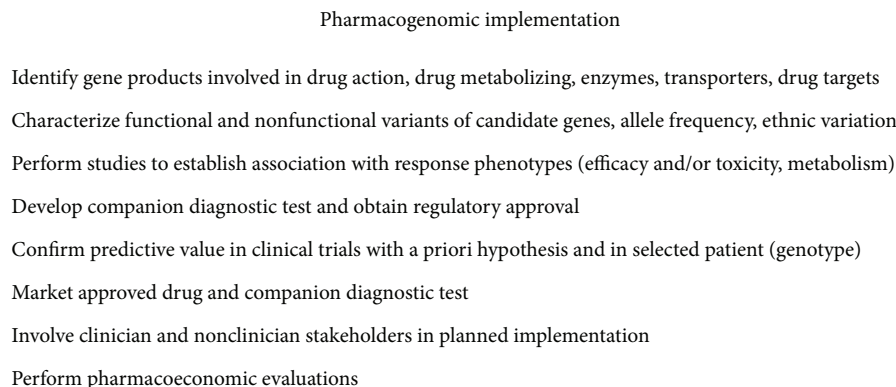 Pharmacogenomic implementation
Identify gene products involved in drug action, drug metabolizing, enzymes, transporters, drug targets
Characterize functional and nonfunctional variants of candidate genes, allele frequency, ethnic variation
Perform studies to establish association with response phenotypes (efficacy and/or toxicity, metabolism)
Develop companion diagnostic test and obtain regulatory approval
Confirm predictive value in clinical trials with a priori hypothesis and in selected patient (genotype)
Market approved drug and companion diagnostic test
Involve clinician and nonclinician stakeholders in planned implementation
Perform pharmacoeconomic evaluations